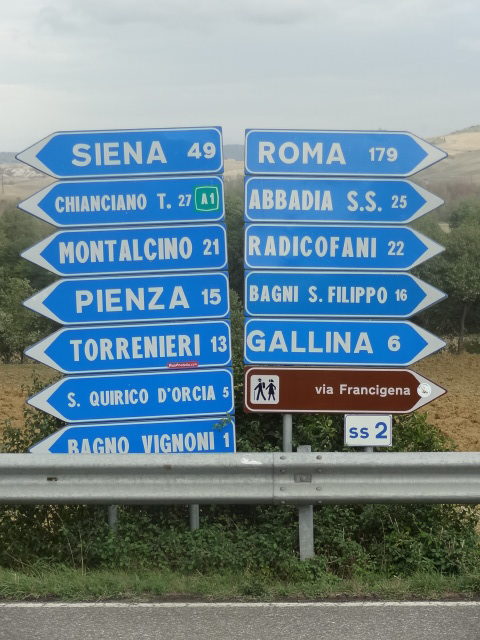 SIENA 49
CHIANCIANO T. 27 A1
MONTALCINO 21
PIENZA 15
TORRENIERI 13
S. QUIRICO D'ORCIA 5
BAGNO VIGNONI 1
ROMA 179
ABBADIA S.S. 25
RADICOFANI 22
BAGNI S. FILIPPO 16
GALLINA 6
via Francigena
SS 2